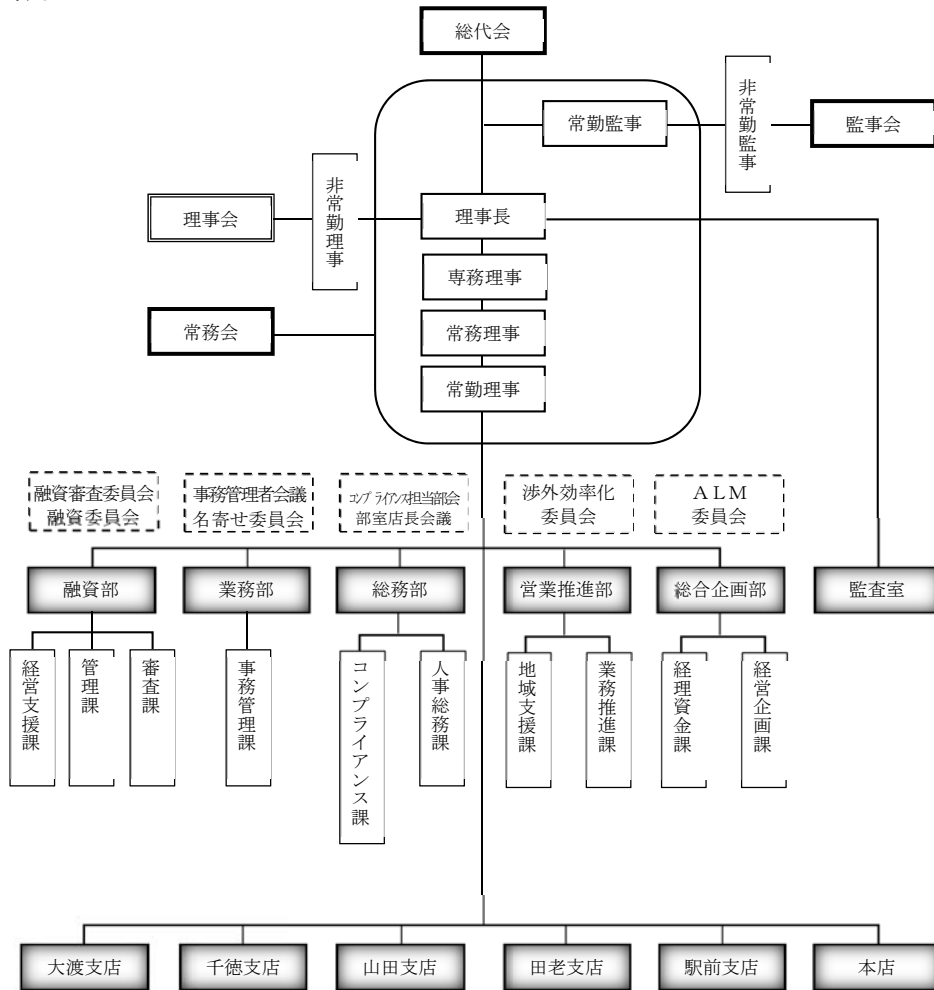 総代会
常勤監事
非常勤監事
監事会
理事会
非常勤理事
理事長
専務理事
常務会
常務理事
常勤理事
融資審査委員会
融資委員会
事務管理者会議
名寄せ委員会
コンプライアンス担当部会
部室店長会議
渉外効率化
委員会
ALM
委員会
融資部
業務部
総務部
営業推進部
総合企画部
監査室
経営支援課
管理課
審査課
事務管理課
コンプライアンス課
人事総務課
地域支援課
業務推進課
経理資金課
経営企画課
大渡支店
千徳支店
山田支店
田老支店
駅前支店
本店